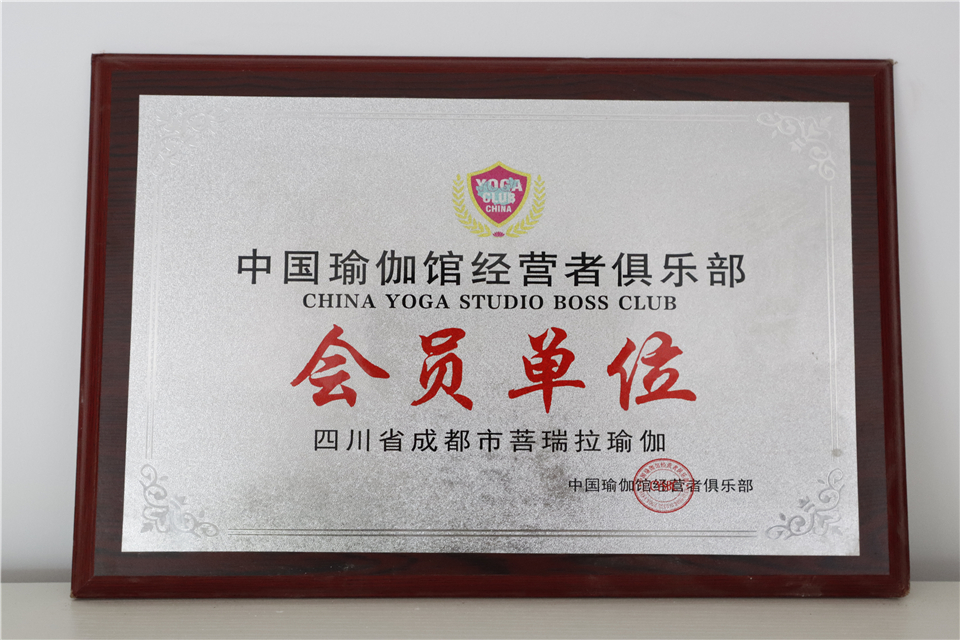 YOGA
CLUB
CHINA
中国瑜伽馆经营者俱乐部
CHINA YOGA STUDIO BOSS CLUB
会员单位
四川省成都市菩瑞拉瑜伽
中国瑜伽馆经营者俱乐部